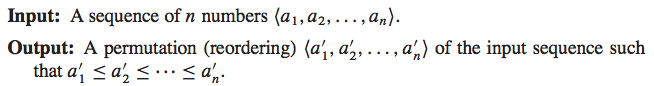 Input: A sequence of n numbers ⟨a₁, a₂, . . . , aₙ⟩.
Output: A permutation (reordering) ⟨a′₁, a′₂, . . . , a′ₙ⟩ of the input sequence such
that a′₁ ≤ a′₂ ≤ ··· ≤ a′ₙ.